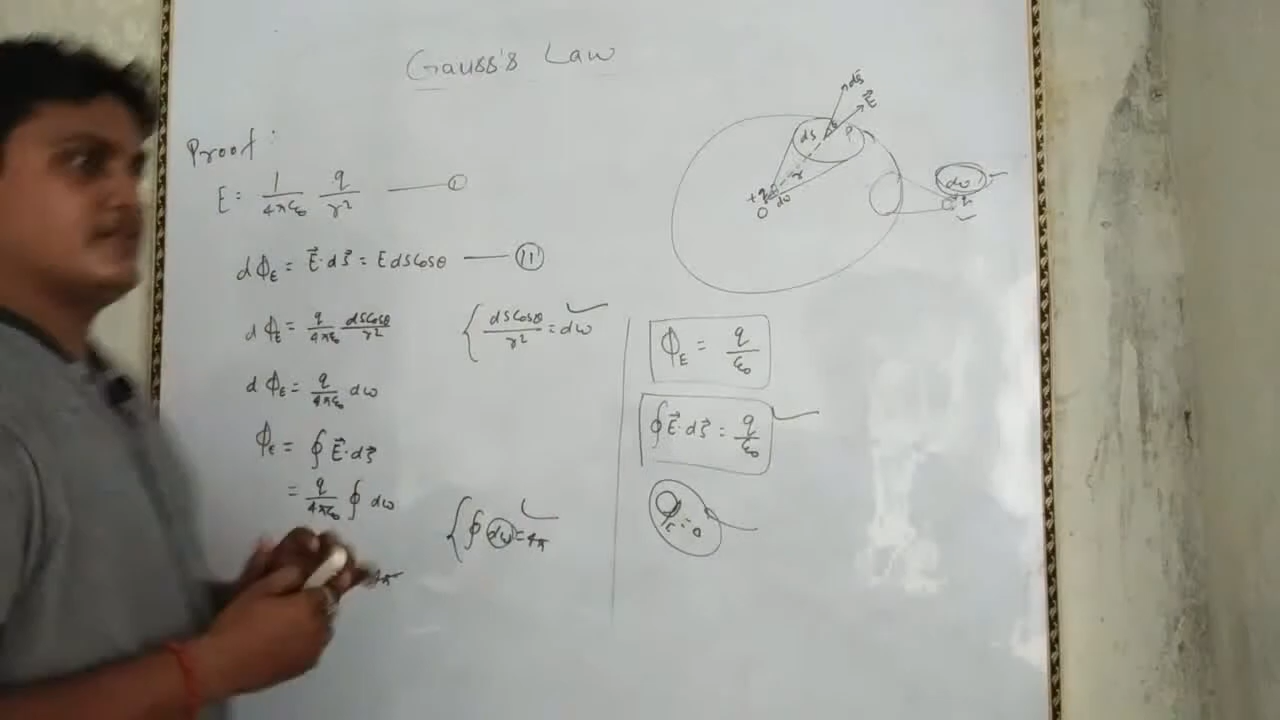 Gauss's Law
Proof :
E = 1/4πε₀ q/r² —— I
dΦ_E = E⃗·dS⃗ = E dS Cosθ —— II
dΦ_E = q/4πε₀ dS Cosθ/r² { dS Cosθ/r² = dω
dΦ_E = q/4πε₀ dω
Φ_E = ∮ E⃗·dS⃗
= q/4πε₀ ∮ dω { ∮ dω = 4π
4π
Φ_E = q/ε₀
∮ E⃗·dS⃗ = q/ε₀
Φ_E = 0
dS⃗
E⃗
θ
dS P
r
+q dω
O
dω
q